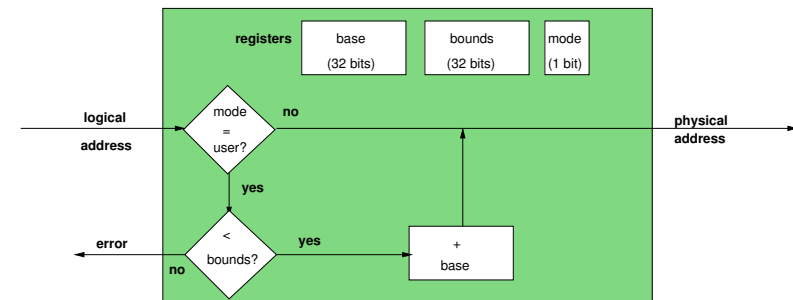 registers
base
(32 bits)
bounds
(32 bits)
mode
(1 bit)
logical
address
mode
=
user?
no
physical
address
yes
error
no
<
bounds?
yes
+
base